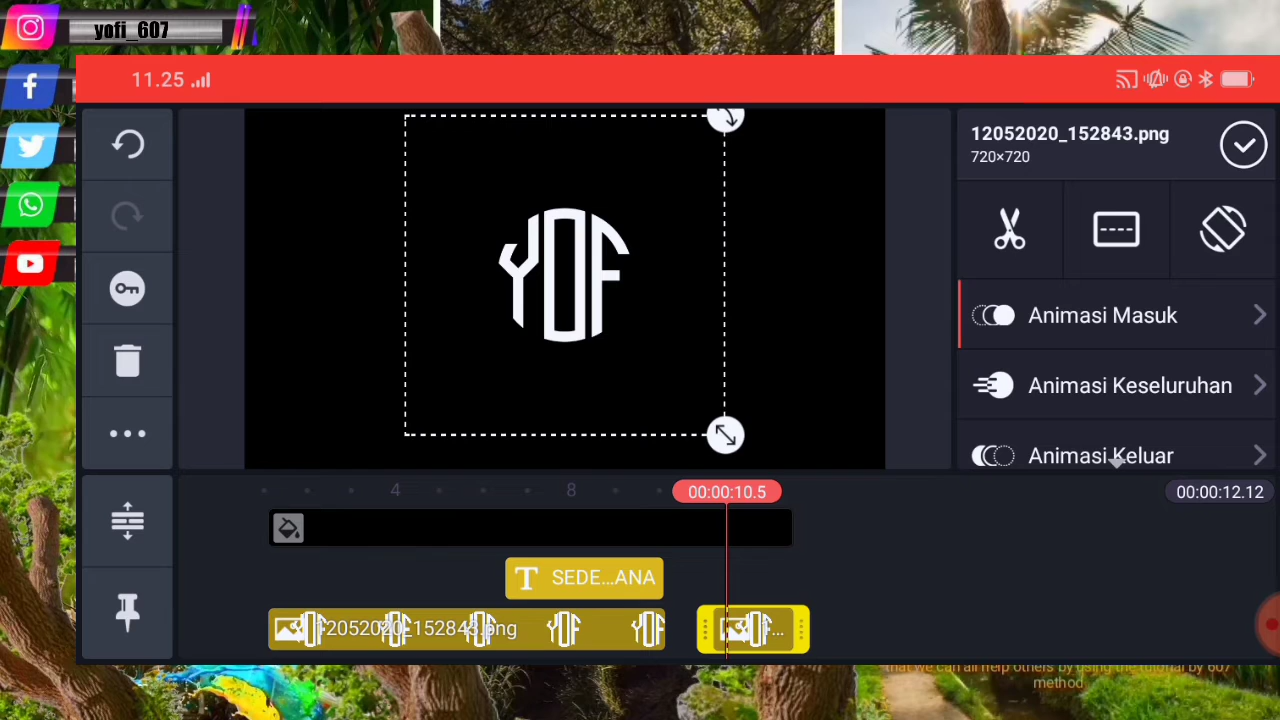 yofi_607
11.25
12052020_152843.png
720×720
YOF
Animasi Masuk
Animasi Keseluruhan
Animasi Keluar
4
8
00:00:10.5
00:00:12.12
SEDE...ANA
12052020_152843.png
that we can all help others by using the tutorial by 607
method